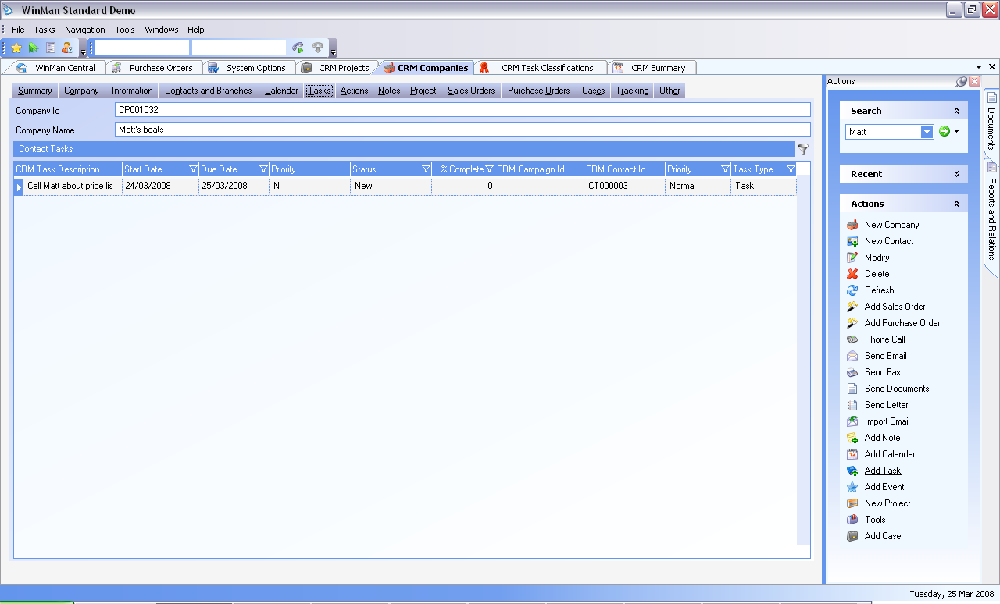 WinMan Standard Demo
File Tasks Navigation Tools Windows Help
WinMan Central Purchase Orders System Options CRM Projects CRM Companies CRM Task Classifications CRM Summary
Summary Company Information Contacts and Branches Calendar Tasks Actions Notes Project Sales Orders Purchase Orders Cases Tracking Other
Company Id CP001032
Company Name Matt's boats
Contact Tasks
CRM Task Description Start Date Due Date Priority Status % Complete CRM Campaign Id CRM Contact Id Priority Task Type
Call Matt about price lis 24/03/2008 25/03/2008 N New 0 CT000003 Normal Task
Actions
Search
Matt
Recent
Actions
New Company
New Contact
Modify
Delete
Refresh
Add Sales Order
Add Purchase Order
Phone Call
Send Email
Send Fax
Send Documents
Send Letter
Import Email
Add Note
Add Calendar
Add Task
Add Event
New Project
Tools
Add Case
Documents
Reports and Relations
Tuesday, 25 Mar 2008